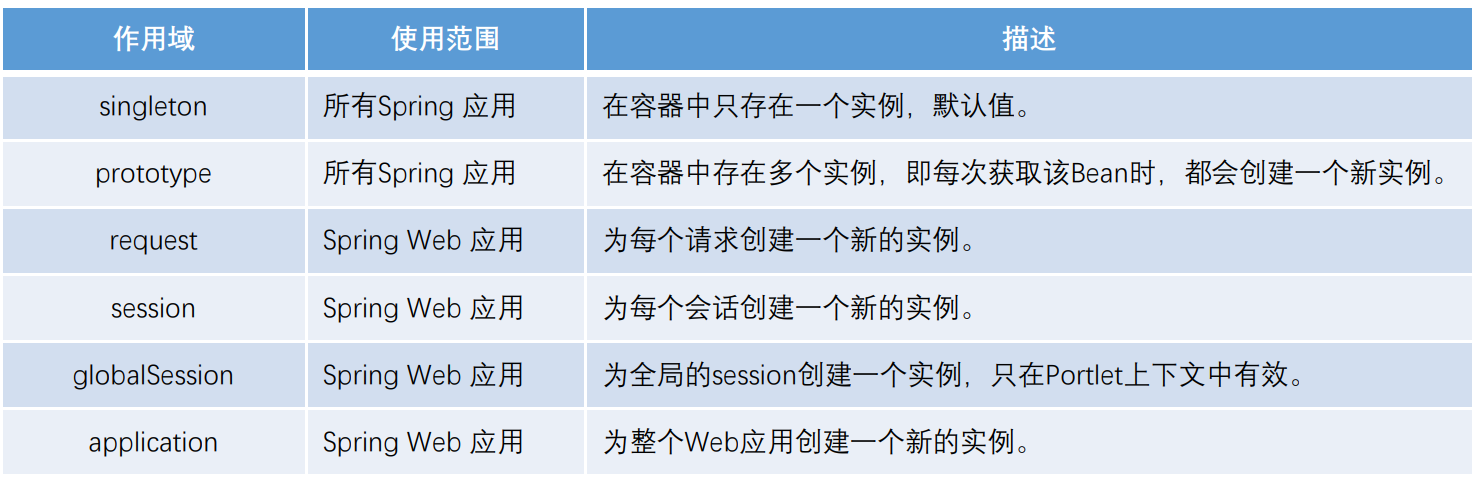 作用域 使用范围 描述
singleton 所有Spring 应用 在容器中只存在一个实例，默认值。
prototype 所有Spring 应用 在容器中存在多个实例，即每次获取该Bean时，都会创建一个新实例。
request Spring Web 应用 为每个请求创建一个新的实例。
session Spring Web 应用 为每个会话创建一个新的实例。
globalSession Spring Web 应用 为全局的session创建一个实例，只在Portlet上下文中有效。
application Spring Web 应用 为整个Web应用创建一个新的实例。